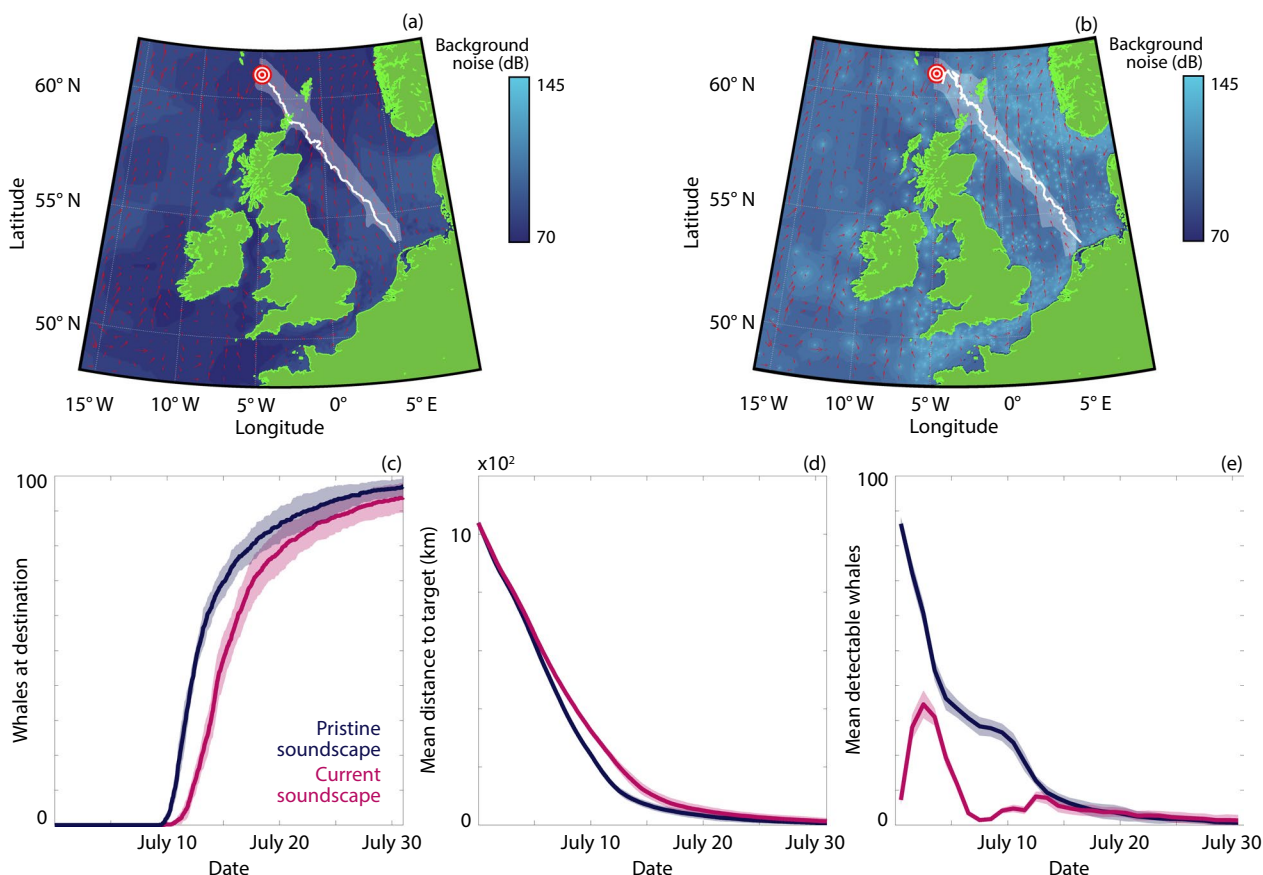 (a)
Background
noise (dB)
145
70
60° N
55° N
50° N
Latitude
15° W
10° W
5° W
0°
5° E
Longitude
(b)
Background
noise (dB)
145
70
60° N
55° N
50° N
Latitude
15° W
10° W
5° W
0°
5° E
Longitude
(c)
100
0
Whales at destination
Pristine
soundscape
Current
soundscape
July 10
July 20
July 30
Date
x10²
(d)
10
0
Mean distance to target (km)
July 10
July 20
July 30
Date
(e)
100
0
Mean detectable whales
July 10
July 20
July 30
Date